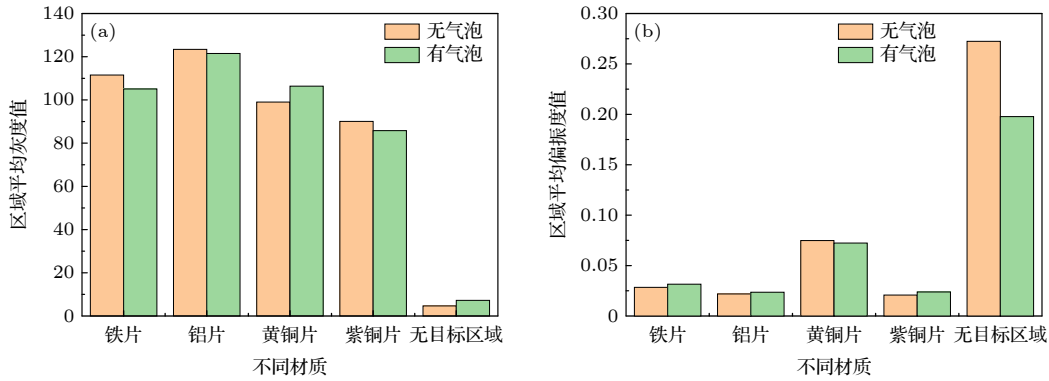 (a)
无气泡
有气泡
区域平均灰度值
140
120
100
80
60
40
20
0
铁片 铝片 黄铜片 紫铜片 无目标区域
不同材质
(b)
无气泡
有气泡
区域平均偏振度值
0.30
0.25
0.20
0.15
0.10
0.05
0
铁片 铝片 黄铜片 紫铜片 无目标区域
不同材质